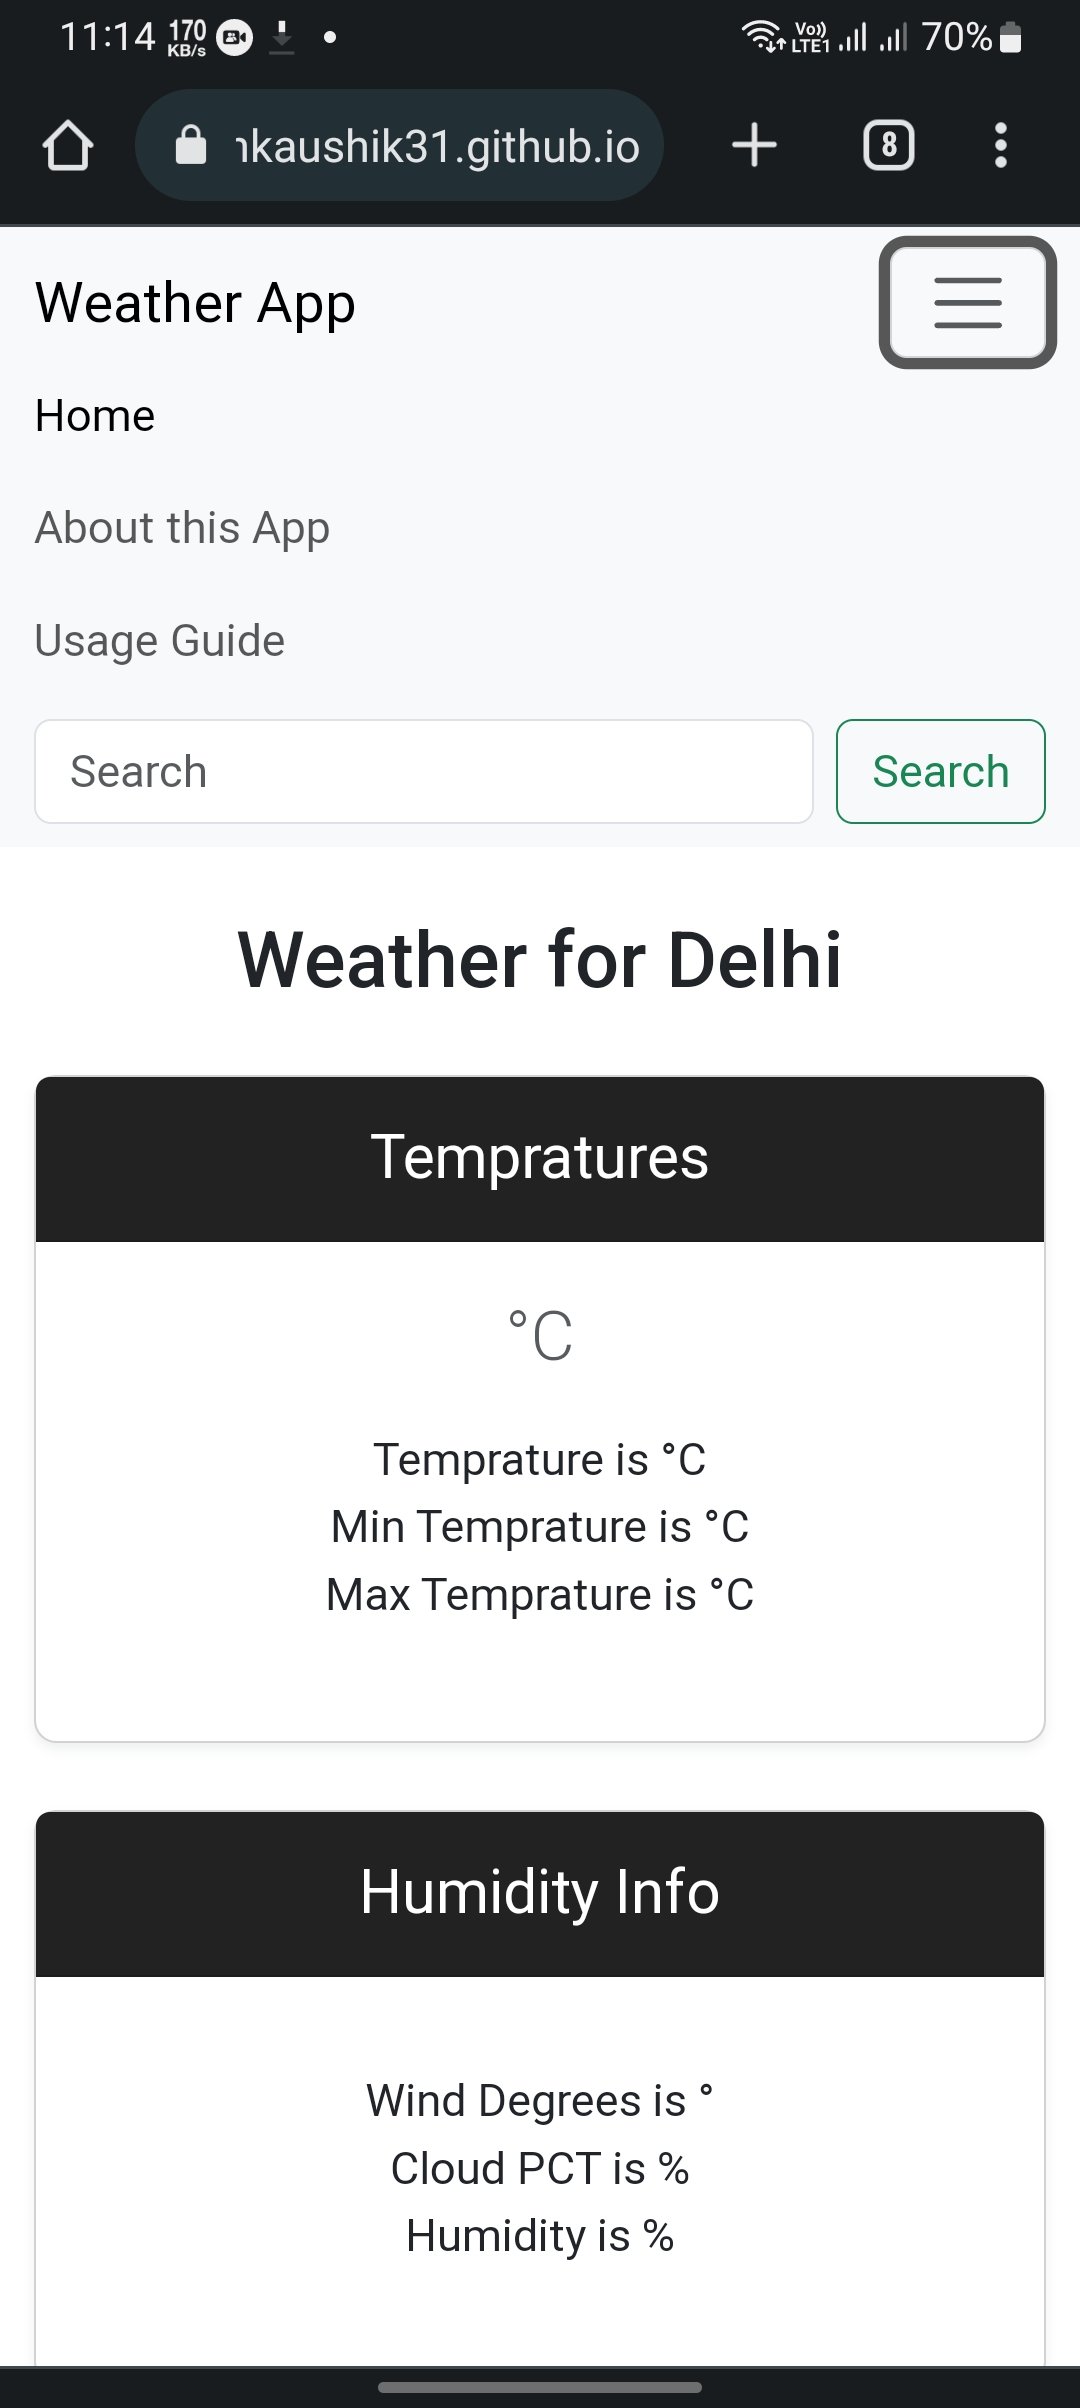 11:14 170 KB/s Vo)) LTE1 70%
nkaushik31.github.io 8
Weather App
Home
About this App
Usage Guide
Search Search
Weather for Delhi
Tempratures
°C
Temprature is °C
Min Temprature is °C
Max Temprature is °C
Humidity Info
Wind Degrees is °
Cloud PCT is %
Humidity is %